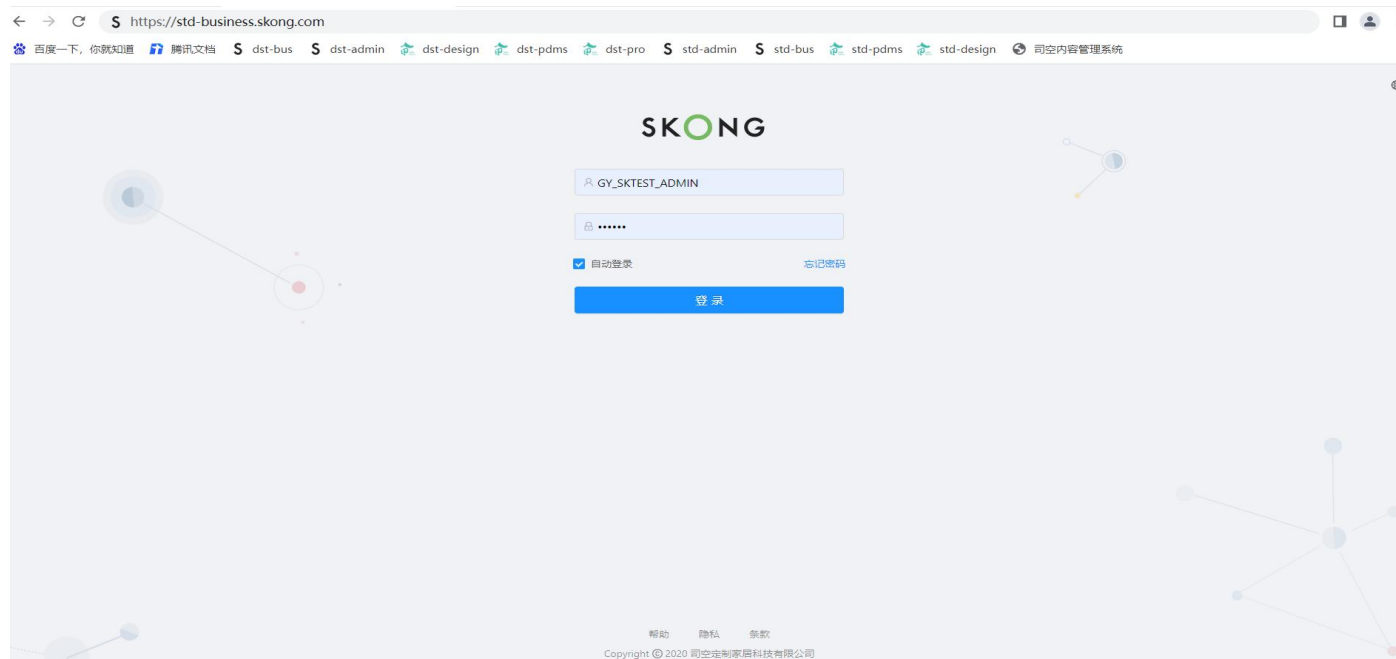 S https://std-business.skong.com
百度一下，你就知道 腾讯文档 S dst-bus S dst-admin dst-design dst-pdms dst-pro S std-admin S std-bus std-pdms std-design 司空内容管理系统
SKONG
GY_SKTEST_ADMIN
••••••
自动登录 忘记密码
登 录
帮助 隐私 条款
Copyright © 2020 司空定制家居科技有限公司